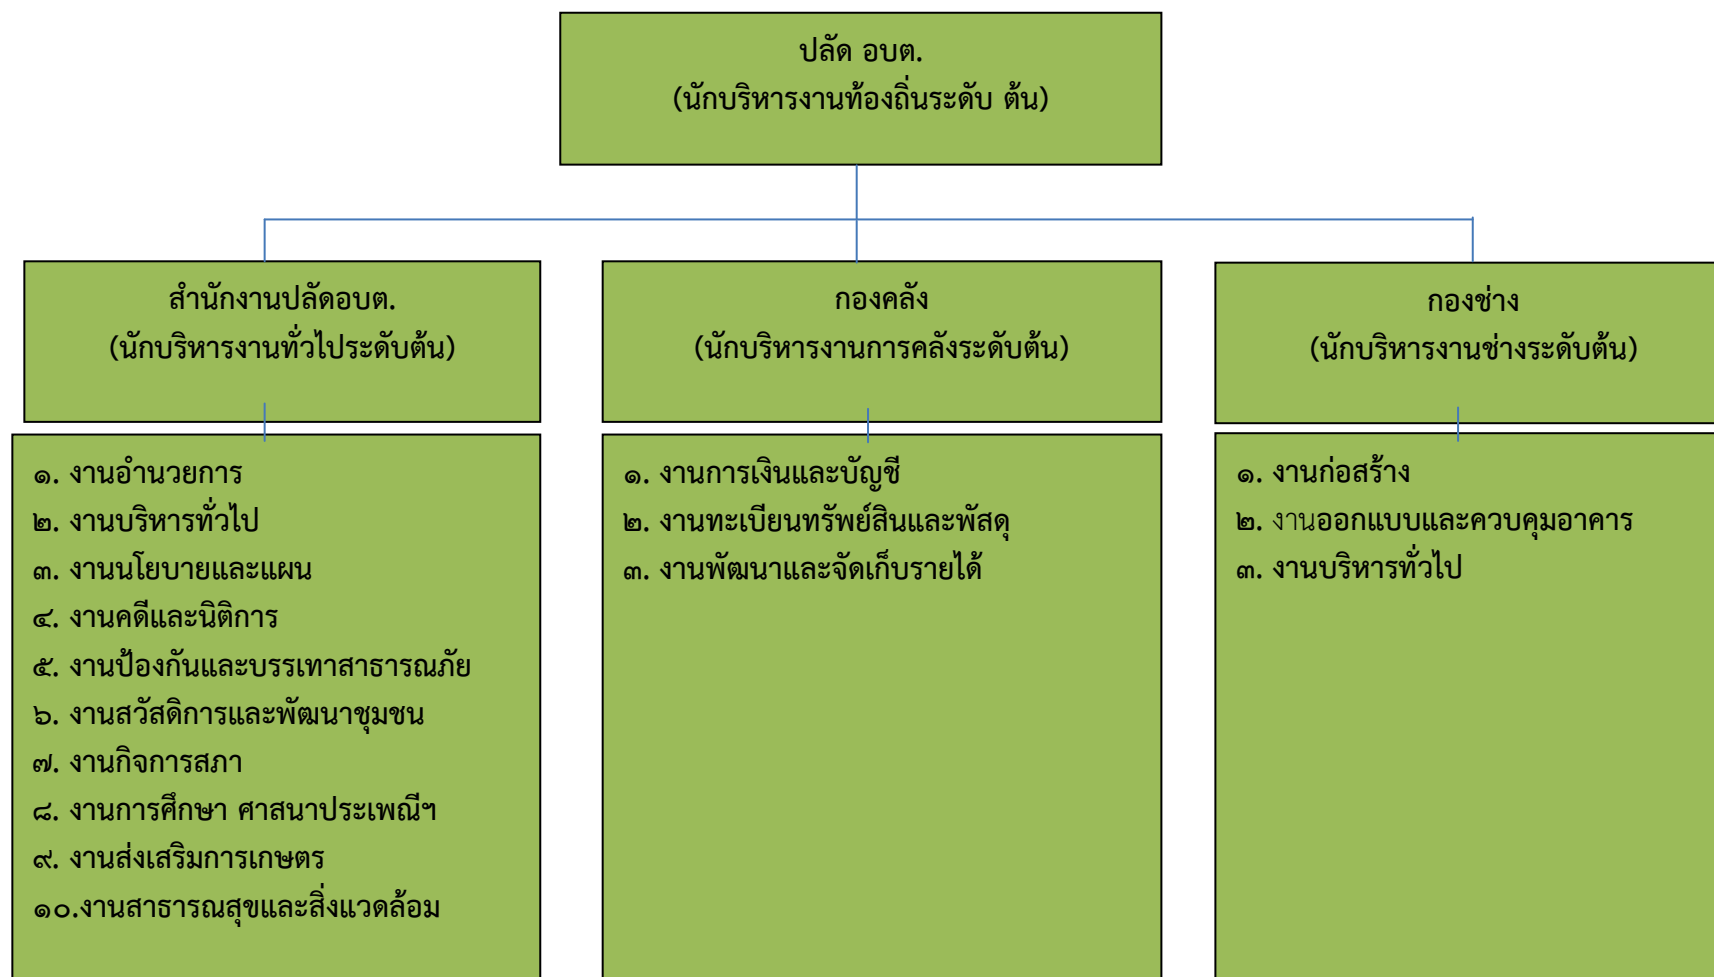 ปลัด อบต.
(นักบริหารงานท้องถิ่นระดับ ต้น)
สำนักงานปลัดอบต.
(นักบริหารงานทั่วไประดับต้น)
กองคลัง
(นักบริหารงานการคลังระดับต้น)
กองช่าง
(นักบริหารงานช่างระดับต้น)
๑. งานอำนวยการ
๒. งานบริหารทั่วไป
๓. งานนโยบายและแผน
๔. งานคดีและนิติการ
๕. งานป้องกันและบรรเทาสาธารณภัย
๖. งานสวัสดิการและพัฒนาชุมชน
๗. งานกิจการสภา
๘. งานการศึกษา ศาสนาประเพณีฯ
๙. งานส่งเสริมการเกษตร
๑๐.งานสาธารณสุขและสิ่งแวดล้อม
๑. งานการเงินและบัญชี
๒. งานทะเบียนทรัพย์สินและพัสดุ
๓. งานพัฒนาและจัดเก็บรายได้
๑. งานก่อสร้าง
๒. งานออกแบบและควบคุมอาคาร
๓. งานบริหารทั่วไป